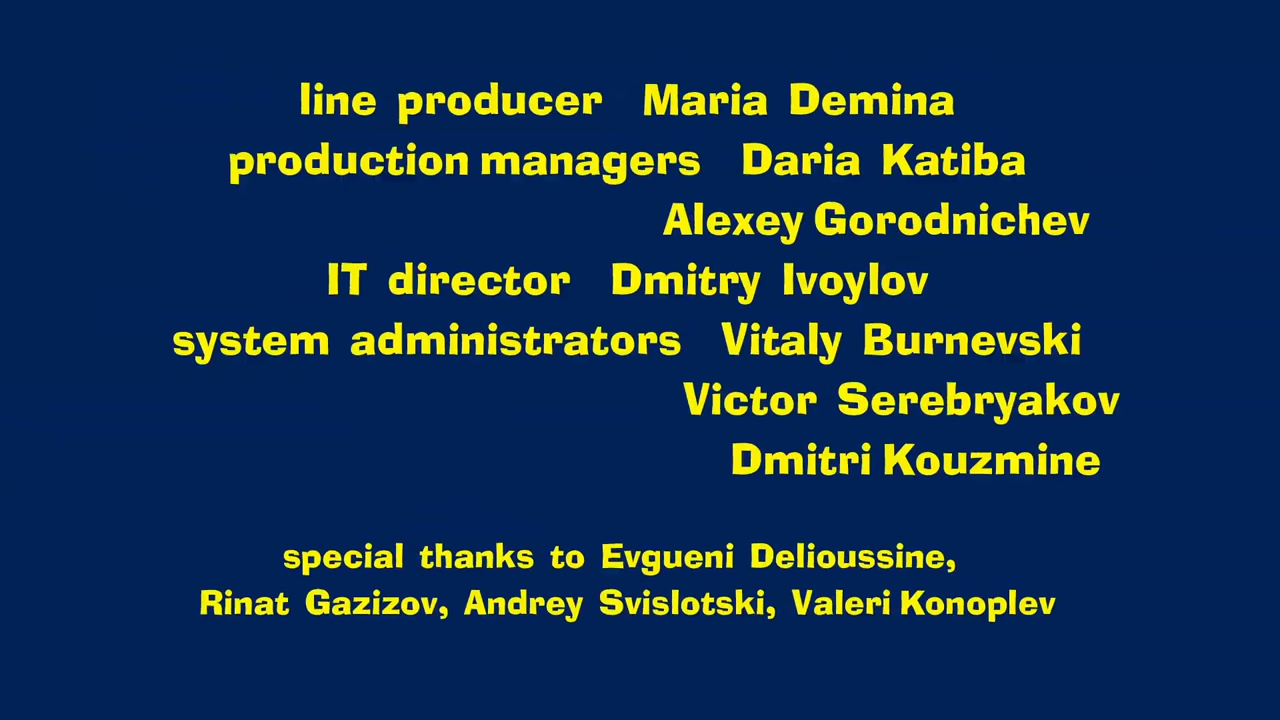 line producer Maria Demina
production managers Daria Katiba
Alexey Gorodnichev
IT director Dmitry Ivoylov
system administrators Vitaly Burnevski
Victor Serebryakov
Dmitri Kouzmine
special thanks to Evgueni Delioussine,
Rinat Gazizov, Andrey Svislotski, Valeri Konoplev